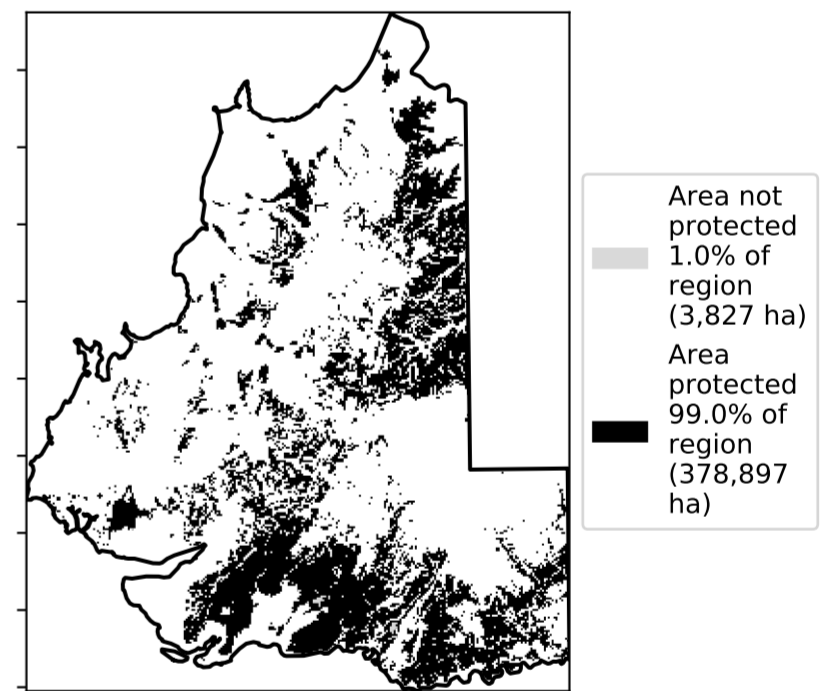 Area not
protected
1.0% of
region
(3,827 ha)
Area
protected
99.0% of
region
(378,897
ha)